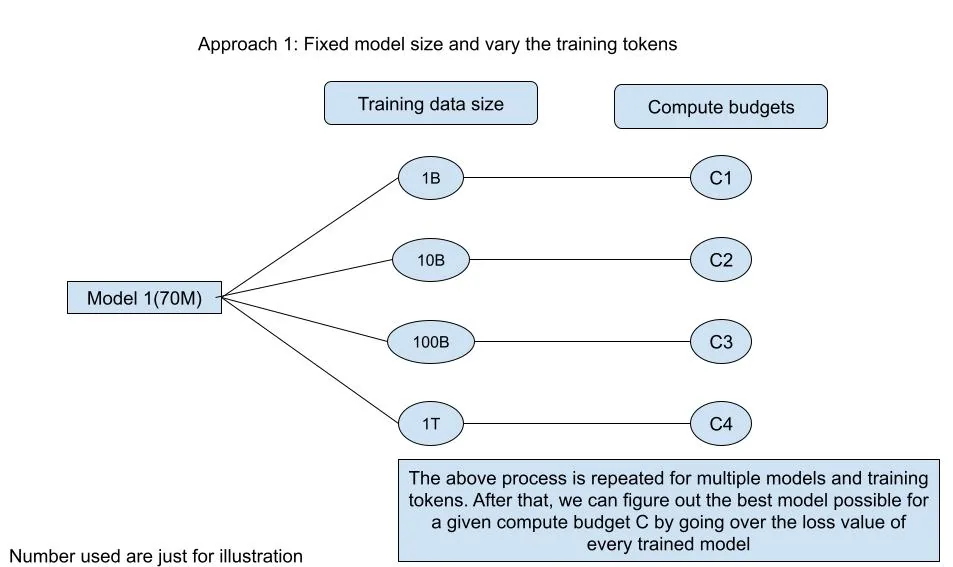 Approach 1: Fixed model size and vary the training tokens
Training data size
Compute budgets
1B
C1
10B
C2
Model 1(70M)
100B
C3
1T
C4
The above process is repeated for multiple models and training
tokens. After that, we can figure out the best model possible for
a given compute budget C by going over the loss value of
every trained model
Number used are just for illustration